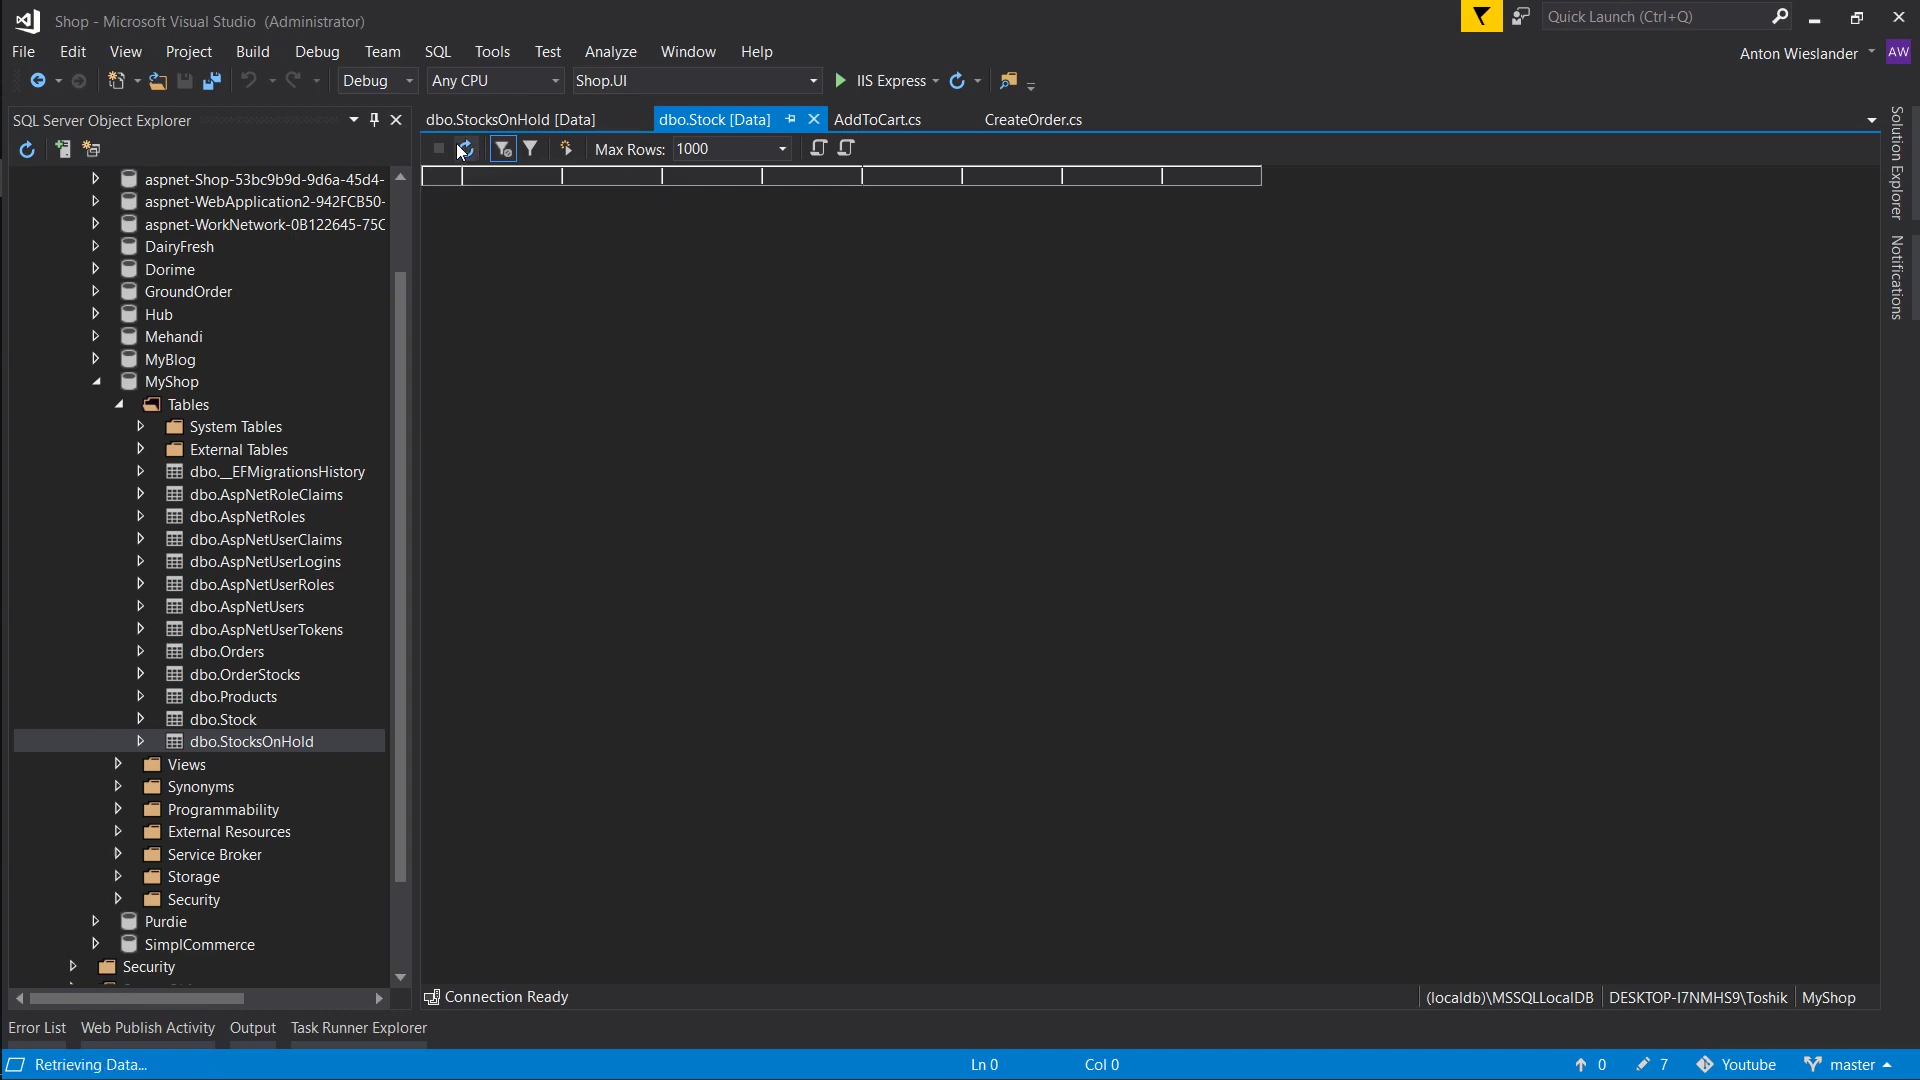 Shop - Microsoft Visual Studio (Administrator)
Quick Launch (Ctrl+Q)
File Edit View Project Build Debug Team SQL Tools Test Analyze Window Help
Anton Wieslander AW
Debug Any CPU Shop.UI IIS Express
SQL Server Object Explorer
dbo.StocksOnHold [Data] dbo.Stock [Data] AddToCart.cs CreateOrder.cs
Max Rows: 1000
aspnet-Shop-53bc9b9d-9d6a-45d4-
aspnet-WebApplication2-942FCB50-
aspnet-WorkNetwork-0B122645-75C
DairyFresh
Dorime
GroundOrder
Hub
Mehandi
MyBlog
MyShop
Tables
System Tables
External Tables
dbo.__EFMigrationsHistory
dbo.AspNetRoleClaims
dbo.AspNetRoles
dbo.AspNetUserClaims
dbo.AspNetUserLogins
dbo.AspNetUserRoles
dbo.AspNetUsers
dbo.AspNetUserTokens
dbo.Orders
dbo.OrderStocks
dbo.Products
dbo.Stock
dbo.StocksOnHold
Views
Synonyms
Programmability
External Resources
Service Broker
Storage
Security
Purdie
SimplCommerce
Security
Solution Explorer
Notifications
Connection Ready
(localdb)\MSSQLLocalDB DESKTOP-I7NMHS9\Toshik MyShop
Error List Web Publish Activity Output Task Runner Explorer
Retrieving Data... Ln 0 Col 0 0 7 Youtube master